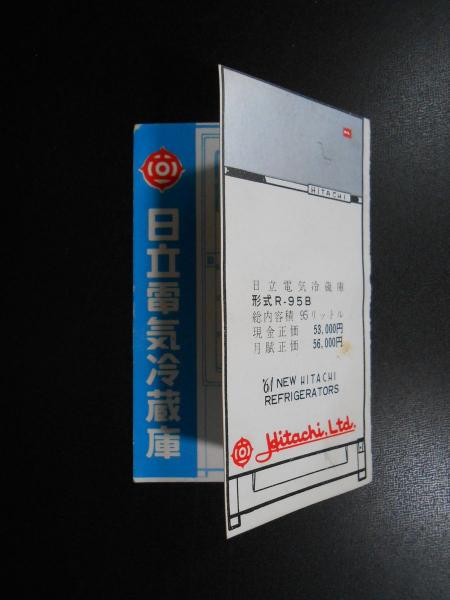 日立電気冷蔵庫
HITACHI
日立電気冷蔵庫
形式R-95B
総内容積 95リットル
現金正価 53,000円
月賦正価 56,000円
'61 NEW HITACHI
REFRIGERATORS
Hitachi, Ltd.